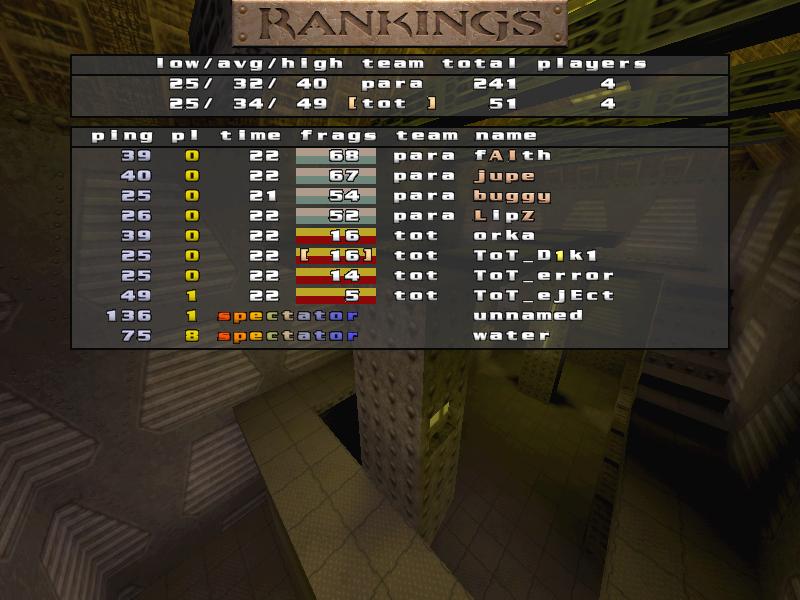 RANKINGS
low/avg/high team total players
25/ 32/ 40 para 241 4
25/ 34/ 49 [tot ] 51 4
ping pl time frags team name
39 0 22 68 para fAIth
40 0 22 67 para jupe
25 0 21 54 para buggy
26 0 22 52 para LipZ
39 0 22 16 tot orka
25 0 22 [ 16] tot ToT_D1k1
25 0 22 14 tot ToT_error
49 1 22 5 tot ToT_ejEct
136 1 spectator unnamed
75 8 spectator water